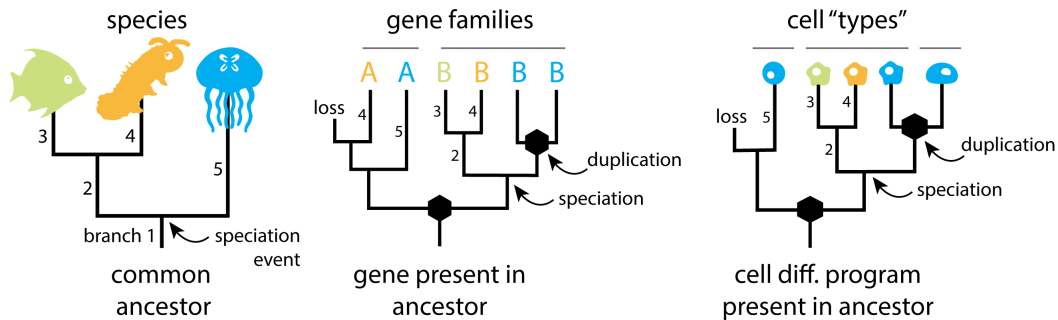 species
3
4
2
5
branch 1
speciation
event
common
ancestor
gene families
A A B B B B
loss
4
5
3
4
2
duplication
speciation
gene present in
ancestor
cell “types”
loss
5
3
4
2
duplication
speciation
cell diff. program
present in ancestor